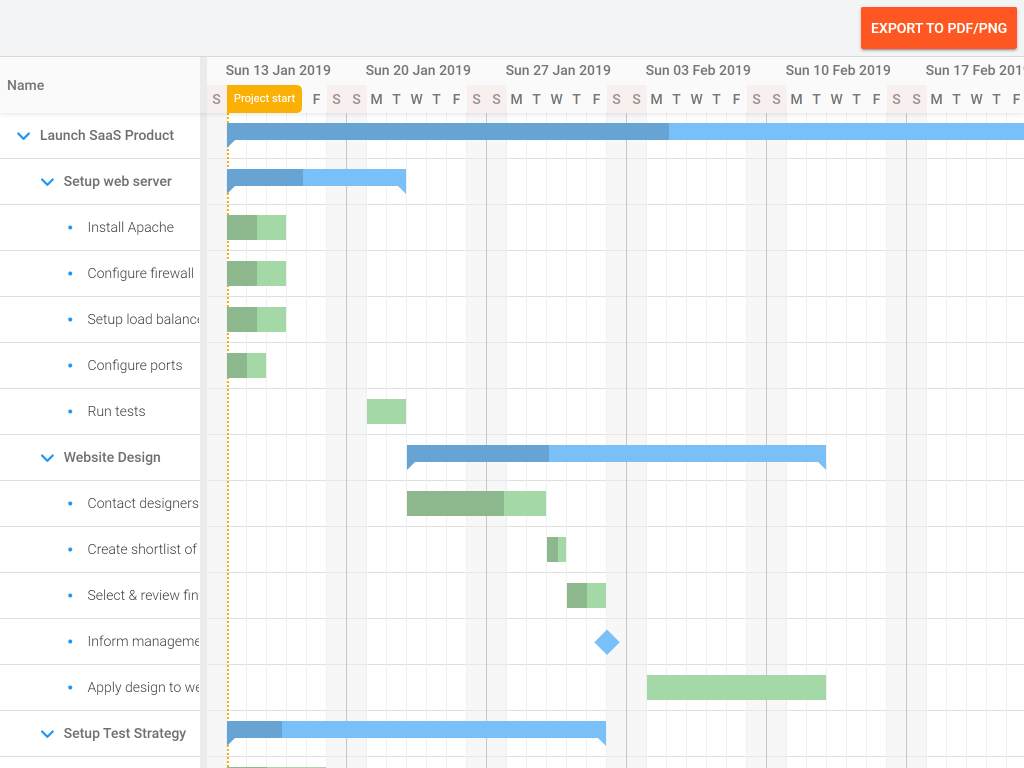 EXPORT TO PDF/PNG
Name
Sun 13 Jan 2019 Sun 20 Jan 2019 Sun 27 Jan 2019 Sun 03 Feb 2019 Sun 10 Feb 2019 Sun 17 Feb 2019
S Project start F S S M T W T F S S M T W T F S S M T W T F S S M T W T F S S M T W T F
Launch SaaS Product
Setup web server
Install Apache
Configure firewall
Setup load balance
Configure ports
Run tests
Website Design
Contact designers
Create shortlist of
Select & review fin
Inform manageme
Apply design to we
Setup Test Strategy